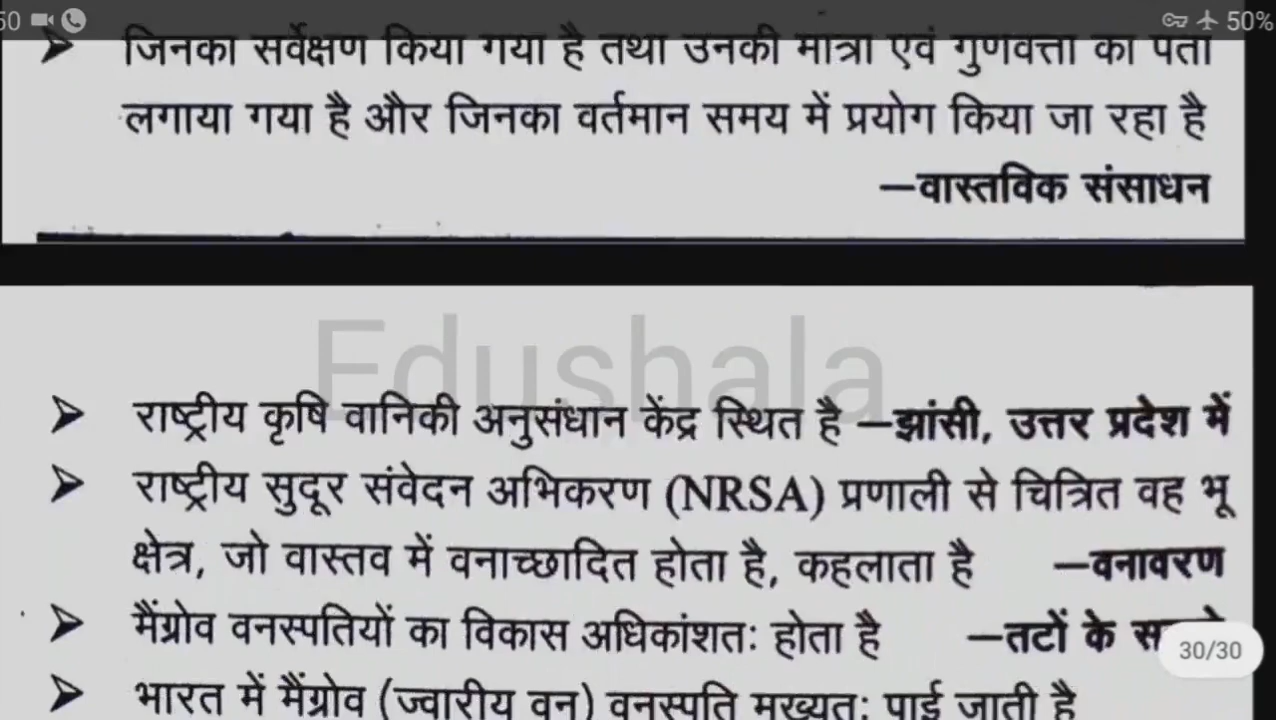 50 50%
जिनका सर्वेक्षण किया गया है तथा उनकी मात्रा एवं गुणवत्ता का पता
लगाया गया है और जिनका वर्तमान समय में प्रयोग किया जा रहा है
—वास्तविक संसाधन
Edushala
राष्ट्रीय कृषि वानिकी अनुसंधान केंद्र स्थित है —झांसी, उत्तर प्रदेश में
राष्ट्रीय सुदूर संवेदन अभिकरण (NRSA) प्रणाली से चित्रित वह भू
क्षेत्र, जो वास्तव में वनाच्छादित होता है, कहलाता है —वनावरण
मैंग्रोव वनस्पतियों का विकास अधिकांशतः होता है —तटों के
30/30
भारत में मैंग्रोव (ज्वारीय वन) वनस्पति मुख्यतः पाई जाती है